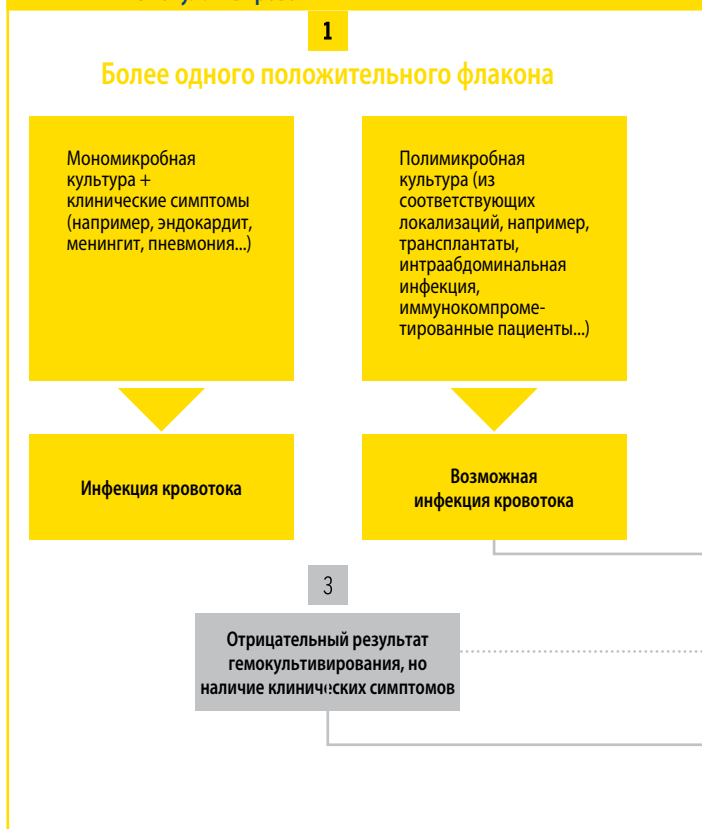 1
Более одного положительного флакона
Мономикробная
культура +
клинические симптомы
(например, эндокардит,
менингит, пневмония...)
Полимикробная
культура (из
соответствующих
локализаций, например,
трансплантаты,
интраабдоминальная
инфекция,
иммунокомпроме-
тированные пациенты...)
Инфекция кровотока
Возможная
инфекция кровотока
3
Отрицательный результат
гемокультивирования, но
наличие клинических симптомов